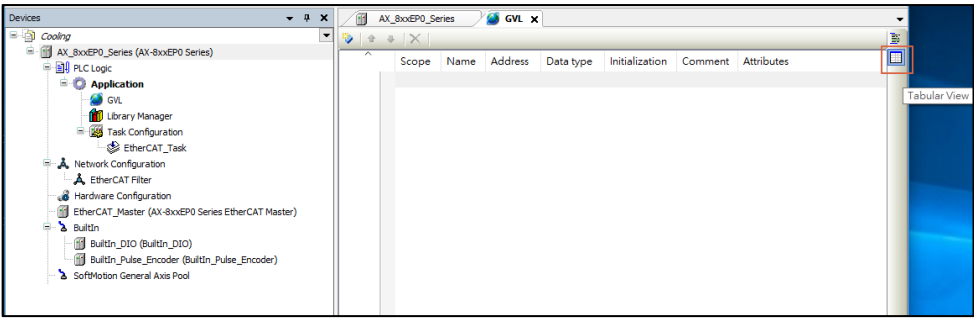 Devices
Cooling
AX_8xxEP0_Series (AX-8xxEP0 Series)
PLC Logic
Application
GVL
Library Manager
Task Configuration
EtherCAT_Task
Network Configuration
EtherCAT Filter
Hardware Configuration
EtherCAT_Master (AX-8xxEP0 Series EtherCAT Master)
BuiltIn
BuiltIn_DIO (BuiltIn_DIO)
BuiltIn_Pulse_Encoder (BuiltIn_Pulse_Encoder)
SoftMotion General Axis Pool
AX_8xxEP0_Series GVL
Scope Name Address Data type Initialization Comment Attributes
Tabular View